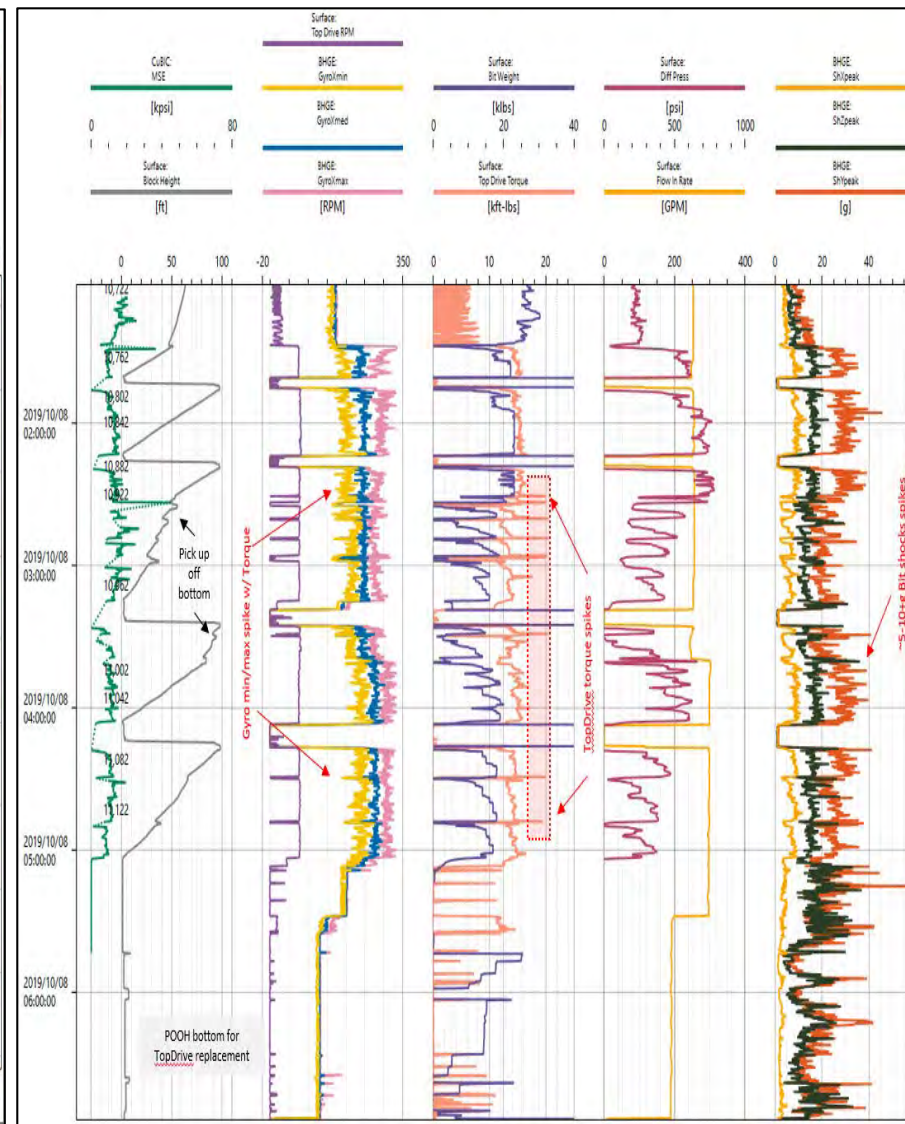 Surface:
Top Drive RPM
CuBIC:
MSE
BHGE:
GyroXmin
Surface:
Bit Weight
Surface:
Diff Press
BHGE:
ShXpeak
[kpsi]
BHGE:
GyroXmed
[klbs]
[psi]
BHGE:
ShZpeak
0 80
0 20 40
0 500 1000
Surface:
Block Height
BHGE:
GyroXmax
Surface:
Top Drive Torque
Surface:
Flow In Rate
BHGE:
ShYpeak
[ft]
[RPM]
[kft-lbs]
[GPM]
[g]
0 50 100
-20 350
0 10 20
0 200 400
0 20 40
10,722
10,762
10,802
2019/10/08
02:00:00
10,842
10,882
10,922
Pick up
off
bottom
2019/10/08
03:00:00
Gyro min/max spike w/ Torque
TopDrive torque spikes
~5-10+g Bit shocks spikes
2019/10/08
04:00:00
11,042
11,082
11,122
2019/10/08
05:00:00
2019/10/08
06:00:00
POOH bottom for
TopDrive replacement